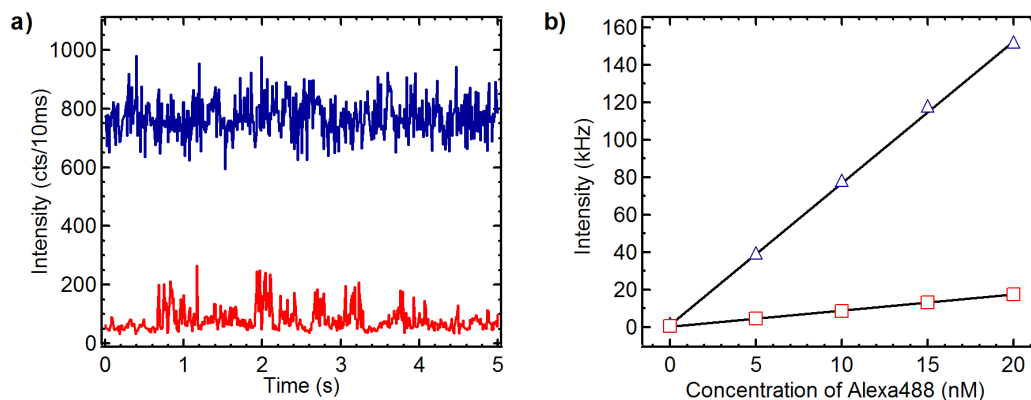 a)
Intensity (cts/10ms)
1000
800
600
400
200
0
0 1 2 3 4 5
Time (s)
b)
Intensity (kHz)
160
140
120
100
80
60
40
20
0
0 5 10 15 20
Concentration of Alexa488 (nM)